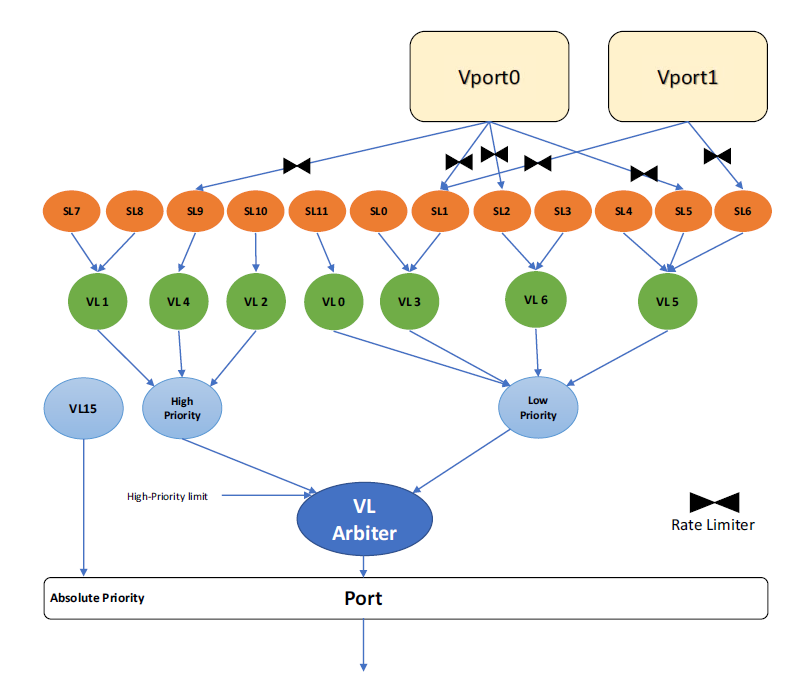 Vport0
Vport1
SL7
SL8
SL9
SL10
SL11
SL0
SL1
SL2
SL3
SL4
SL5
SL6
VL 1
VL 4
VL 2
VL 0
VL 3
VL 6
VL 5
VL15
High
Priority
Low
Priority
High-Priority limit
VL
Arbiter
Rate Limiter
Absolute Priority
Port